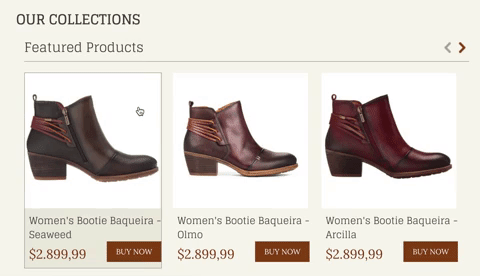 OUR COLLECTIONS
Featured Products
Women's Bootie Baqueira -
Seaweed
$2.899,99
BUY NOW
Women's Bootie Baqueira -
Olmo
$2.899,99
BUY NOW
Women's Bootie Baqueira -
Arcilla
$2.899,99
BUY NOW